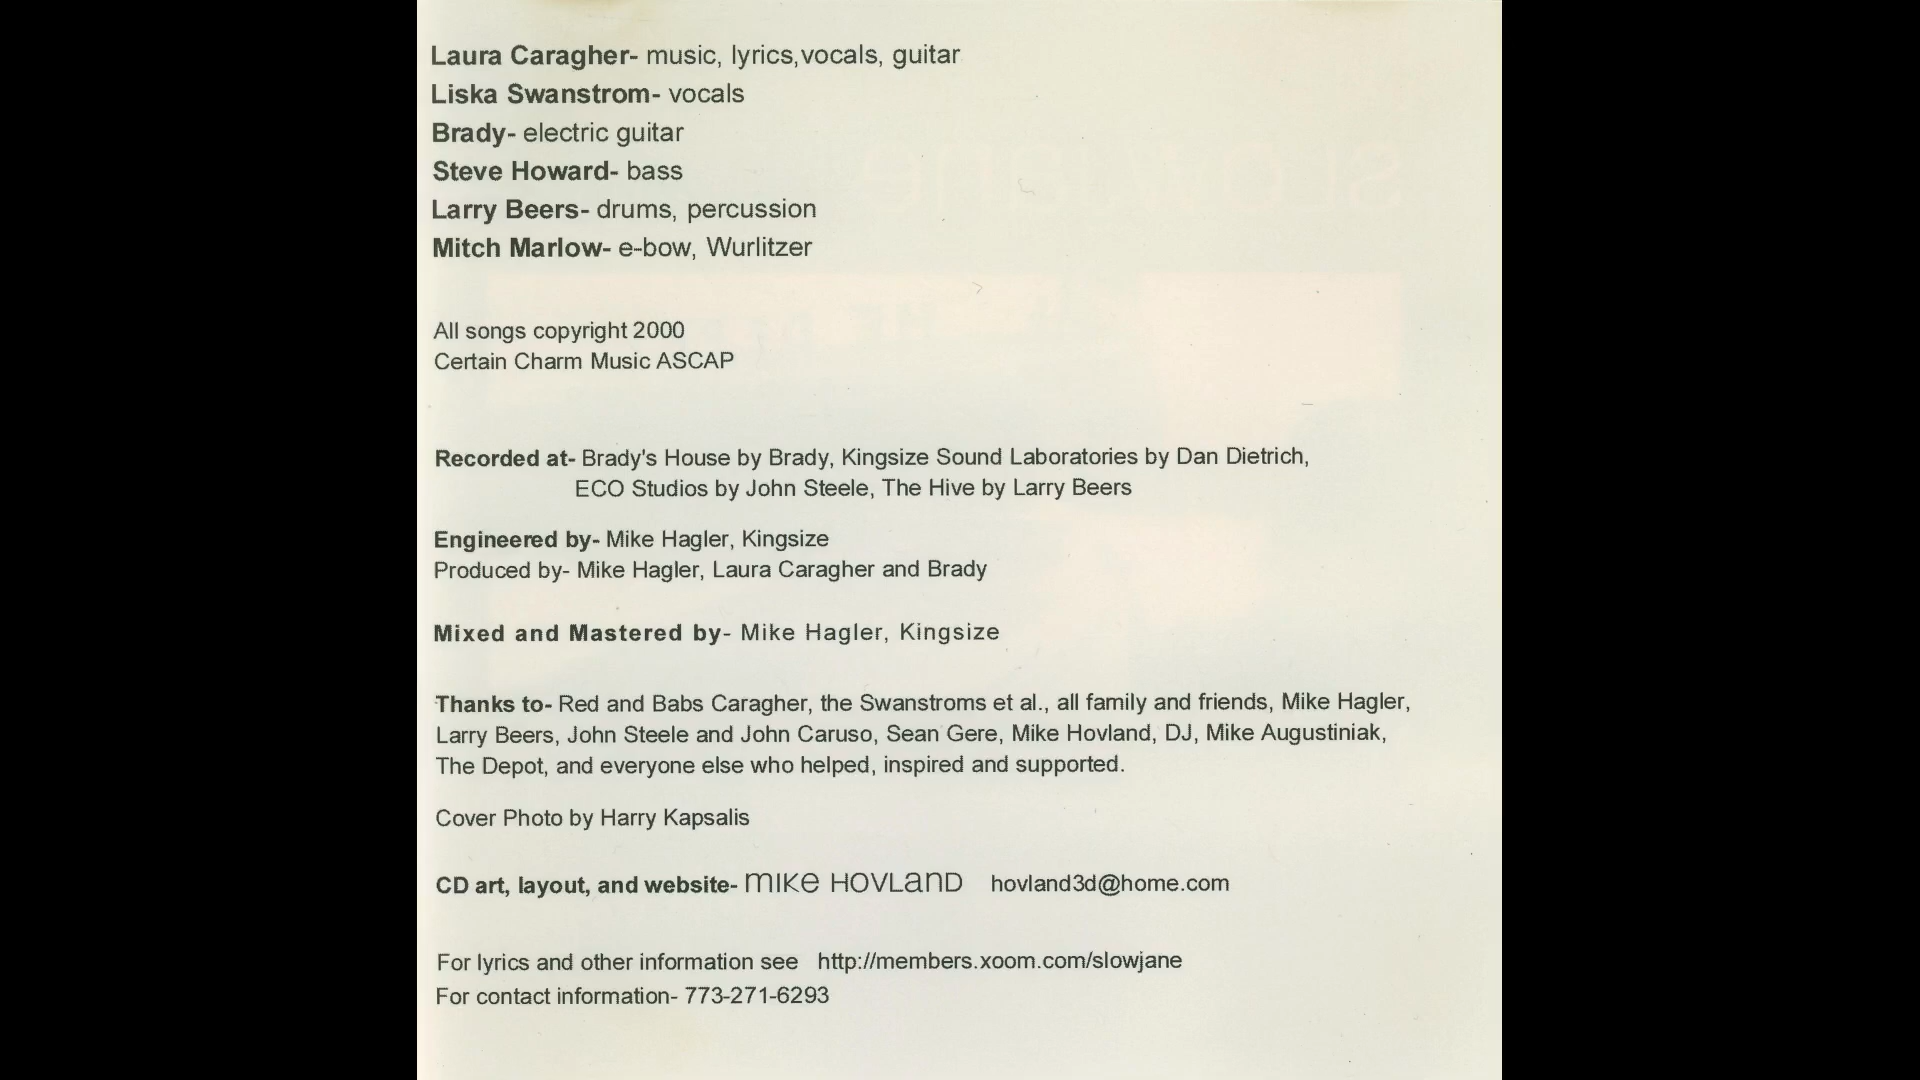 Laura Caragher- music, lyrics,vocals, guitar
Liska Swanstrom- vocals
Brady- electric guitar
Steve Howard- bass
Larry Beers- drums, percussion
Mitch Marlow- e-bow, Wurlitzer
All songs copyright 2000
Certain Charm Music ASCAP
Recorded at- Brady's House by Brady, Kingsize Sound Laboratories by Dan Dietrich,
ECO Studios by John Steele, The Hive by Larry Beers
Engineered by- Mike Hagler, Kingsize
Produced by- Mike Hagler, Laura Caragher and Brady
Mixed and Mastered by- Mike Hagler, Kingsize
Thanks to- Red and Babs Caragher, the Swanstroms et al., all family and friends, Mike Hagler,
Larry Beers, John Steele and John Caruso, Sean Gere, Mike Hovland, DJ, Mike Augustiniak,
The Depot, and everyone else who helped, inspired and supported.
Cover Photo by Harry Kapsalis
CD art, layout, and website- mIKe HOVLanD hovland3d@home.com
For lyrics and other information see http://members.xoom.com/slowjane
For contact information- 773-271-6293